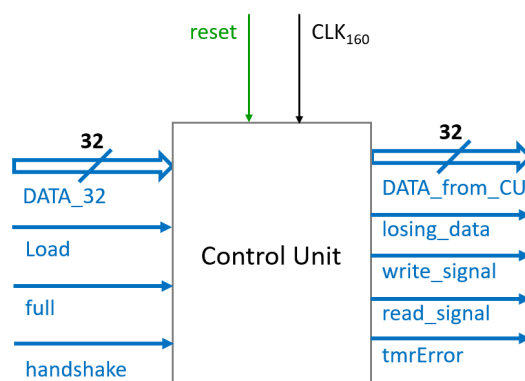 reset
CLK160
32
DATA_32
Load
full
handshake
Control Unit
32
DATA_from_CU
losing_data
write_signal
read_signal
tmrError